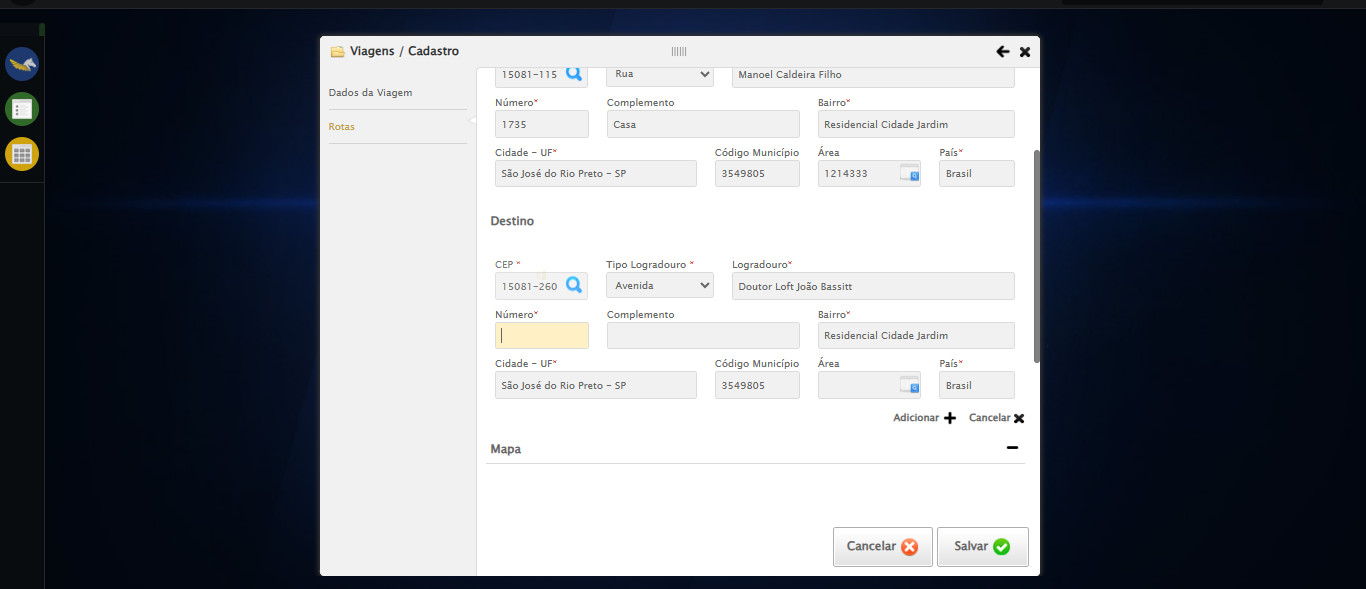 Viagens / Cadastro
Dados da Viagem
Rotas
15081-115 Rua Manoel Caldeira Filho
Número* Complemento Bairro*
1735 Casa Residencial Cidade Jardim
Cidade - UF* Código Município Área País*
São José do Rio Preto - SP 3549805 1214333 Brasil
Destino
CEP * Tipo Logradouro * Logradouro*
15081-260 Avenida Doutor Loft João Bassitt
Número* Complemento Bairro*
Residencial Cidade Jardim
Cidade - UF* Código Município Área País*
São José do Rio Preto - SP 3549805 Brasil
Adicionar Cancelar
Mapa
Cancelar Salvar